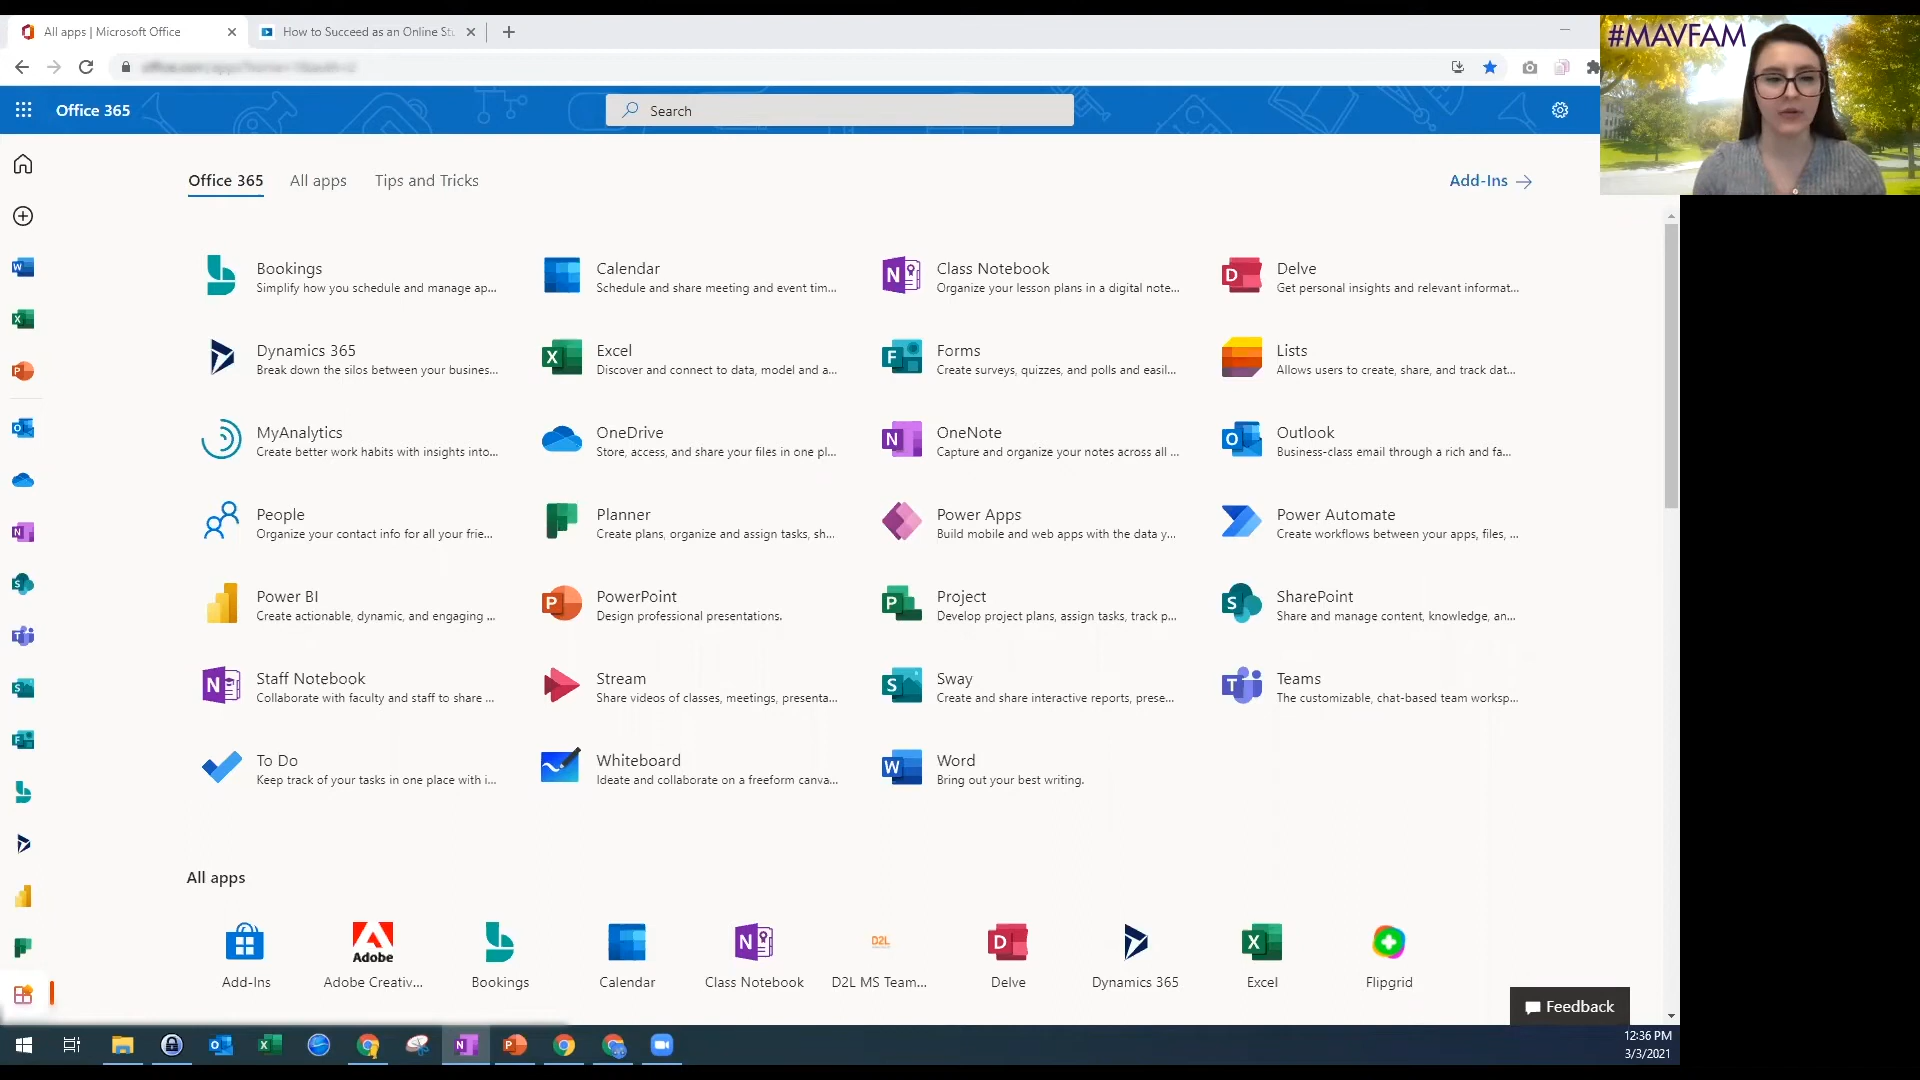 All apps | Microsoft Office
How to Succeed as an Online Stu
Office 365
Search
#MAVFAM
Office 365
All apps
Tips and Tricks
Add-Ins
Bookings
Simplify how you schedule and manage ap...
Calendar
Schedule and share meeting and event tim...
Class Notebook
Organize your lesson plans in a digital note...
Delve
Get personal insights and relevant informat...
Dynamics 365
Break down the silos between your busines...
Excel
Discover and connect to data, model and a...
Forms
Create surveys, quizzes, and polls and easil...
Lists
Allows users to create, share, and track dat...
MyAnalytics
Create better work habits with insights into...
OneDrive
Store, access, and share your files in one pl...
OneNote
Capture and organize your notes across all ...
Outlook
Business-class email through a rich and fa...
People
Organize your contact info for all your frie...
Planner
Create plans, organize and assign tasks, sh...
Power Apps
Build mobile and web apps with the data y...
Power Automate
Create workflows between your apps, files, ...
Power BI
Create actionable, dynamic, and engaging ...
PowerPoint
Design professional presentations.
Project
Develop project plans, assign tasks, track p...
SharePoint
Share and manage content, knowledge, an...
Staff Notebook
Collaborate with faculty and staff to share ...
Stream
Share videos of classes, meetings, presenta...
Sway
Create and share interactive reports, prese...
Teams
The customizable, chat-based team worksp...
To Do
Keep track of your tasks in one place with i...
Whiteboard
Ideate and collaborate on a freeform canva...
Word
Bring out your best writing.
All apps
D2L
Adobe
Add-Ins
Adobe Creativ...
Bookings
Calendar
Class Notebook
D2L MS Team...
Delve
Dynamics 365
Excel
Flipgrid
Feedback
12:36 PM
3/3/2021